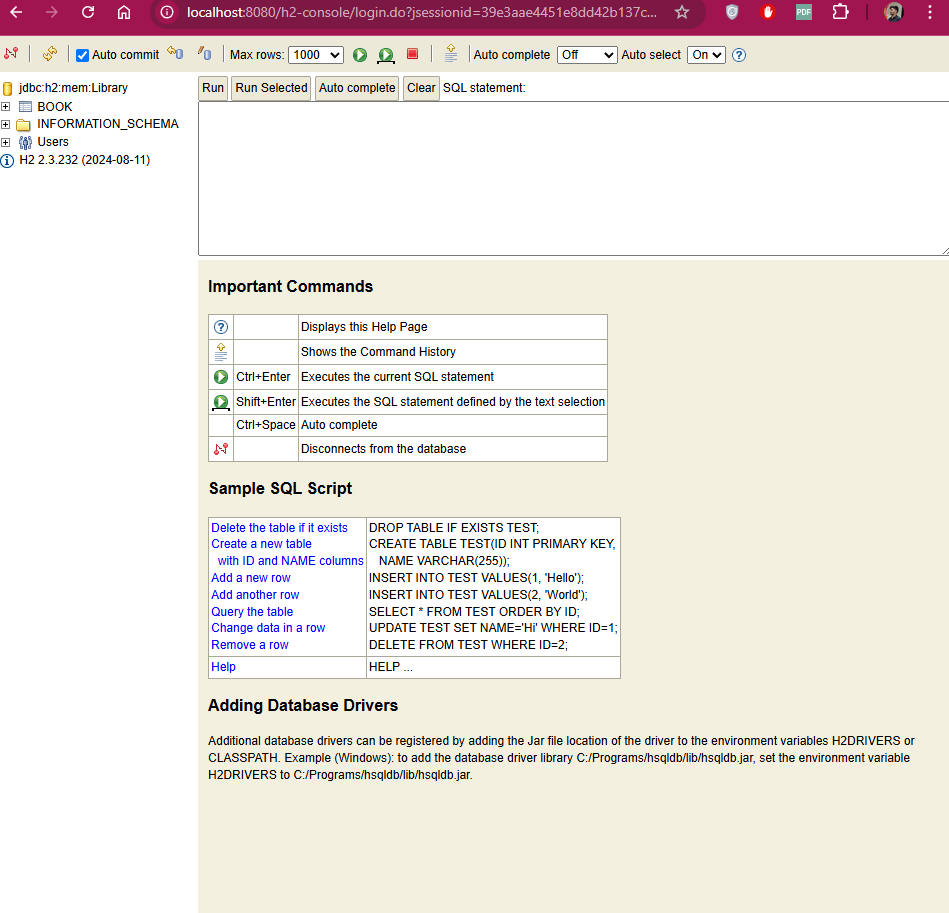 localhost:8080/h2-console/login.do?jsessionid=39e3aae4451e8dd42b137c...
PDF
Auto commit Max rows: 1000 Auto complete Off Auto select On
jdbc:h2:mem:Library
BOOK
INFORMATION_SCHEMA
Users
H2 2.3.232 (2024-08-11)
Run Run Selected Auto complete Clear SQL statement:
Important Commands
? Displays this Help Page
Shows the Command History
Ctrl+Enter Executes the current SQL statement
Shift+Enter Executes the SQL statement defined by the text selection
Ctrl+Space Auto complete
Disconnects from the database
Sample SQL Script
Delete the table if it exists DROP TABLE IF EXISTS TEST;
Create a new table CREATE TABLE TEST(ID INT PRIMARY KEY,
with ID and NAME columns NAME VARCHAR(255));
Add a new row INSERT INTO TEST VALUES(1, 'Hello');
Add another row INSERT INTO TEST VALUES(2, 'World');
Query the table SELECT * FROM TEST ORDER BY ID;
Change data in a row UPDATE TEST SET NAME='Hi' WHERE ID=1;
Remove a row DELETE FROM TEST WHERE ID=2;
Help HELP ...
Adding Database Drivers
Additional database drivers can be registered by adding the Jar file location of the driver to the environment variables H2DRIVERS or
CLASSPATH. Example (Windows): to add the database driver library C:/Programs/hsqldb/lib/hsqldb.jar, set the environment variable
H2DRIVERS to C:/Programs/hsqldb/lib/hsqldb.jar.